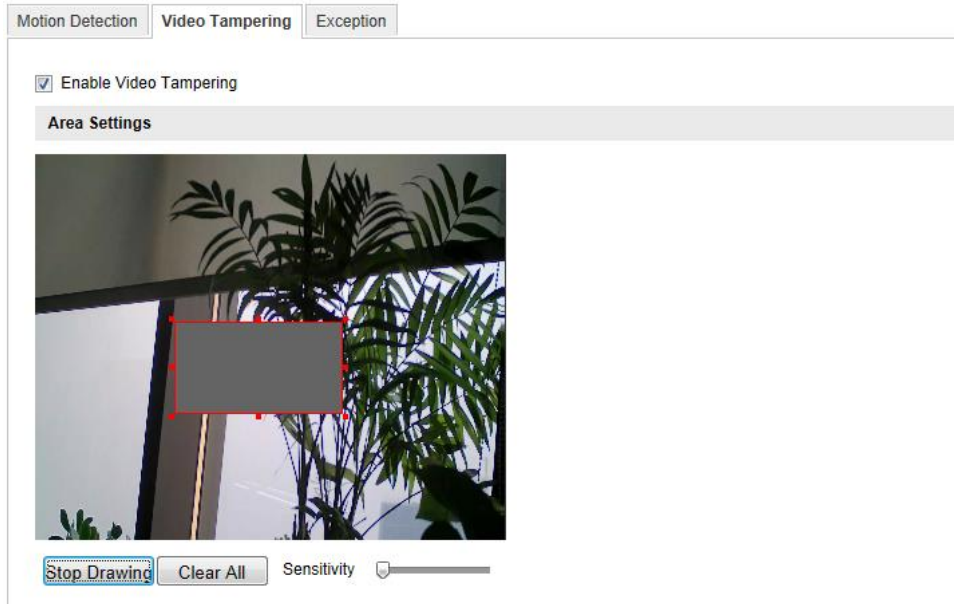 Motion Detection Video Tampering Exception
Enable Video Tampering
Area Settings
Stop Drawing Clear All Sensitivity